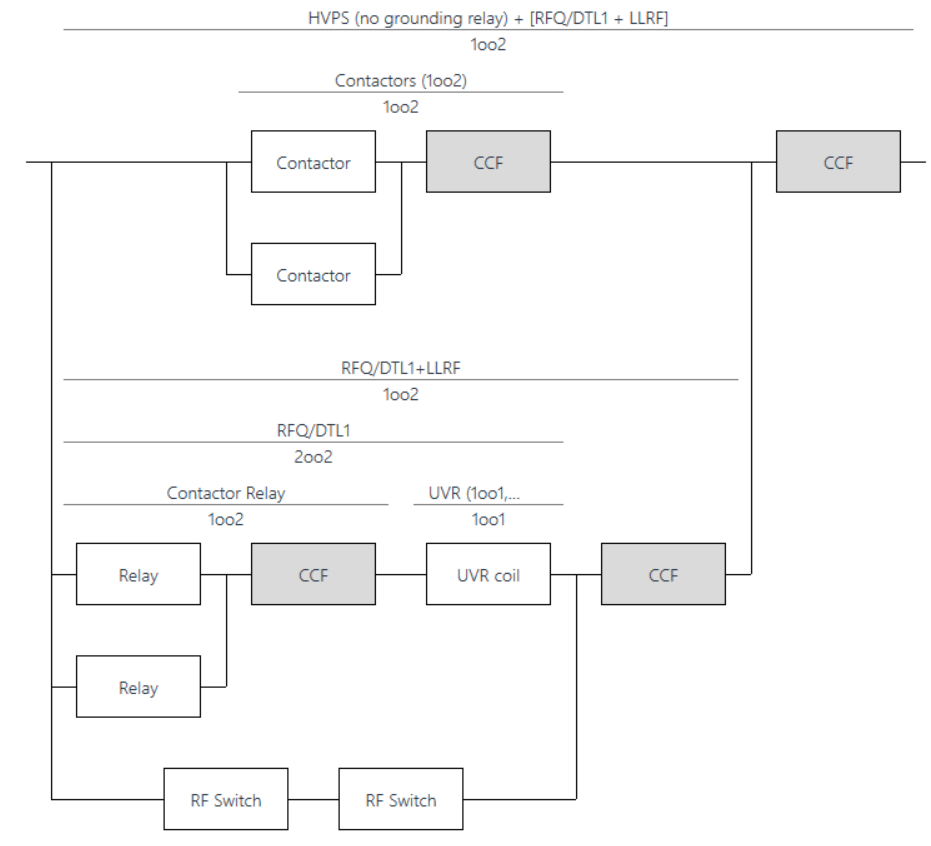 HVPS (no grounding relay) + [RFQ/DTL1 + LLRF]
1oo2
Contactors (1oo2)
1oo2
Contactor
CCF
CCF
Contactor
RFQ/DTL1+LLRF
1oo2
RFQ/DTL1
2oo2
Contactor Relay
UVR (1oo1,...
1oo2
1oo1
Relay
CCF
UVR coil
CCF
Relay
RF Switch
RF Switch